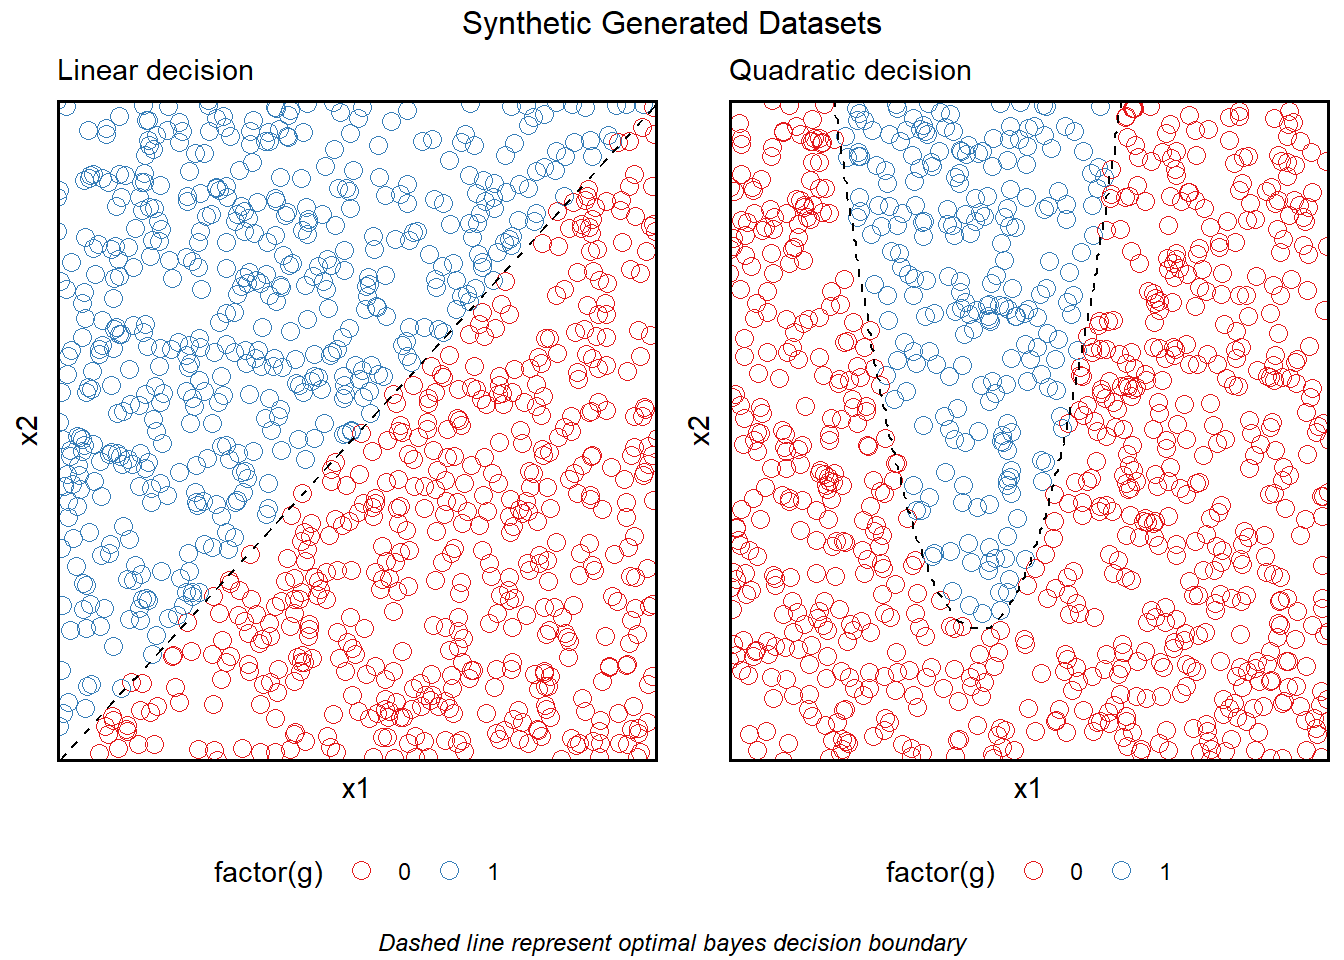 Synthetic Generated Datasets
Linear decision
Quadratic decision
x2
x2
x1
x1
factor(g) 0 1
factor(g) 0 1
Dashed line represent optimal bayes decision boundary